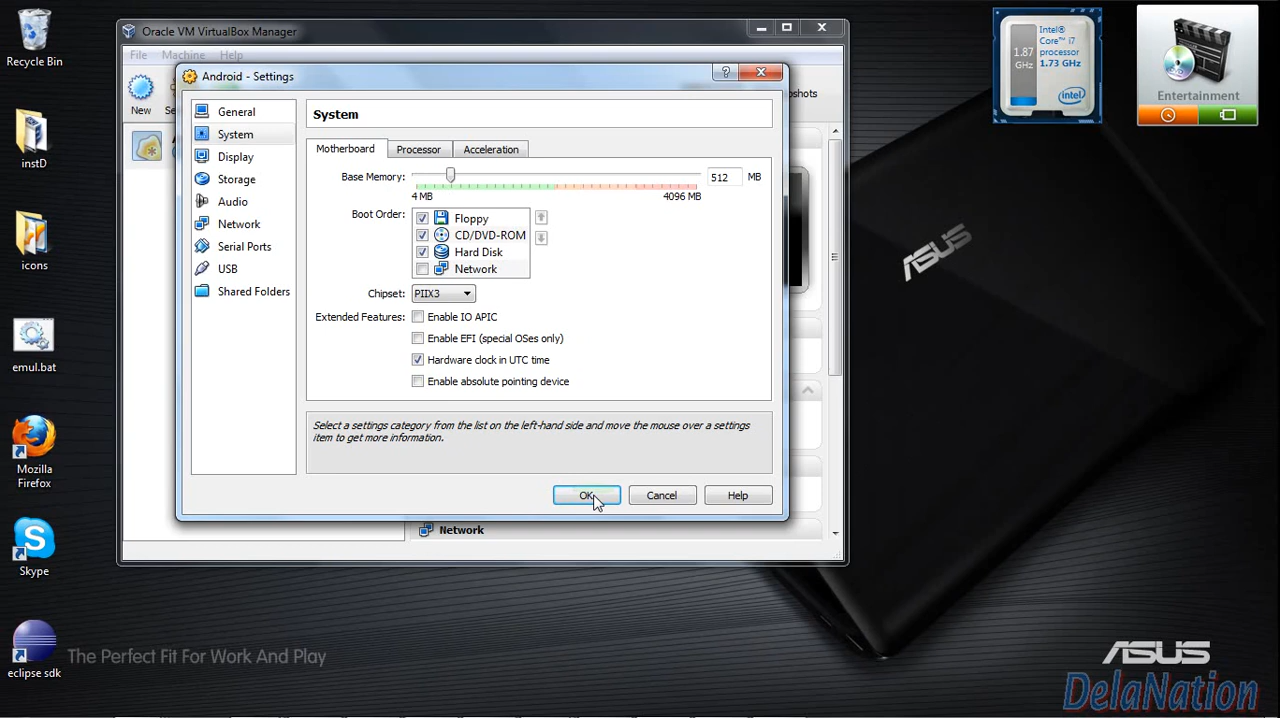 Recycle Bin
instD
icons
emul.bat
Mozilla
Firefox
Skype
eclipse sdk
Oracle VM VirtualBox Manager
File Machine Help
New
Android - Settings
General
System
Display
Storage
Audio
Network
Serial Ports
USB
Shared Folders
System
Motherboard Processor Acceleration
Base Memory: 512 MB
4 MB 4096 MB
Boot Order:
Floppy
CD/DVD-ROM
Hard Disk
Network
Chipset: PIIX3
Extended Features: Enable IO APIC
Enable EFI (special OSes only)
Hardware clock in UTC time
Enable absolute pointing device
Select a settings category from the list on the left-hand side and move the mouse over a settings
item to get more information.
OK Cancel Help
Network
Intel®
Core™ i7
processor
1.73 GHz
1.87
GHz
intel
Entertainment
ASUS
The Perfect Fit For Work And Play
ASUS
DelaNation